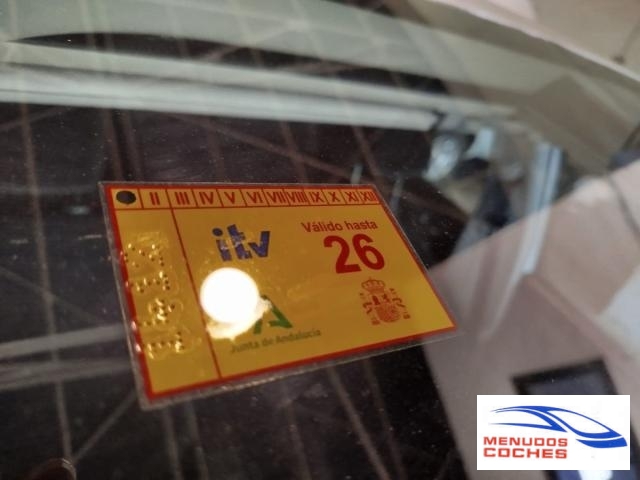 II III IV V VI VII VIII IX X XI XII
itv
Válido hasta
26
Junta de Andalucía
MENUDOS
COCHES